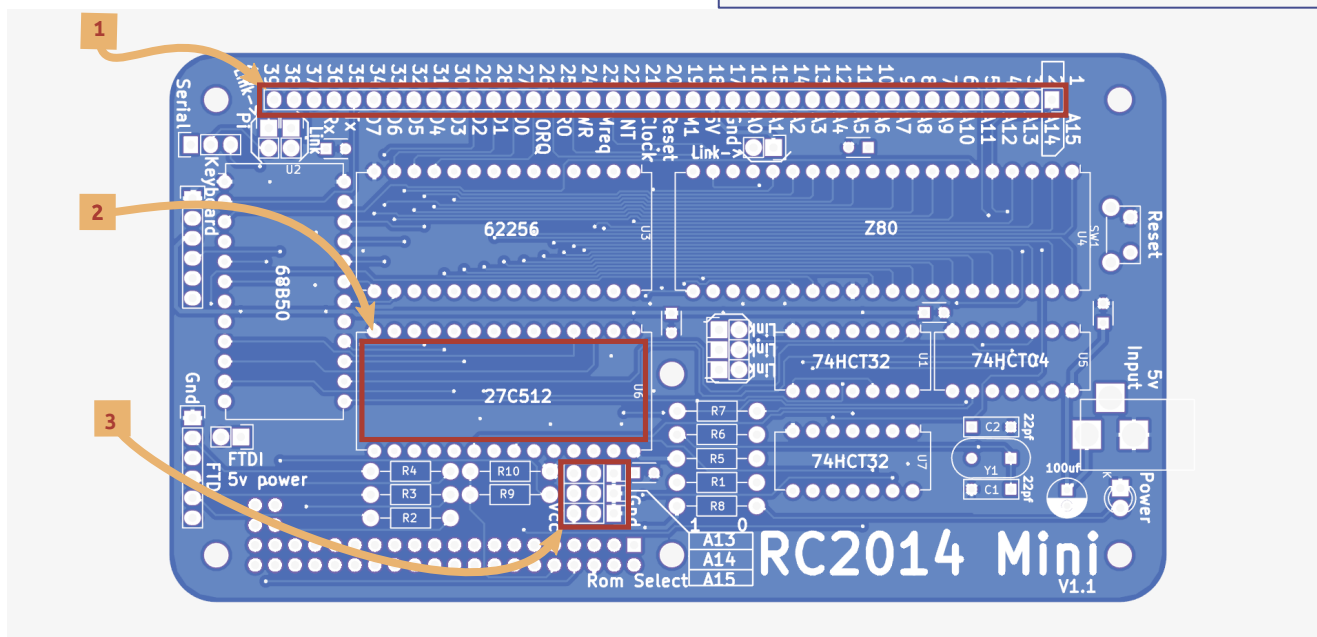 1
39 38 37 36 35 34 33 32 31 30 29 28 27 26 25 24 23 22 21 20 19 18 17 16 15 14 13 12 11 10 9 8 7 6 5 4 3 2 1
Link->
Pi
Link
Rx Tx D7 D6 D5 D4 D3 D2 D1 D0 ORQ WR Mreq NT Clock Reset M1 5V Gnd A0 A1 A2 A3 A4 A5 A6 A7 A8 A9 A10 A11 A12 A13 A14 A15
Link->
Serial
Keyboard
U2
2
62256
U3
Z80
U4
SW1
Reset
68B50
Link
Link
Link
27C512
U6
74HCT32
U1
74HCT04
U5
5v
Input
Gnd
3
R7
R6
R5
R1
R8
74HCT32
U7
C2
22pf
Y1
C1
22pf
100uf
K
Power
FTDI
5v power
FTD
R4
R3
R2
R10
R9
Vcc
Gnd
1 0
A13
A14
A15
Rom Select
RC2014 Mini
V1.1